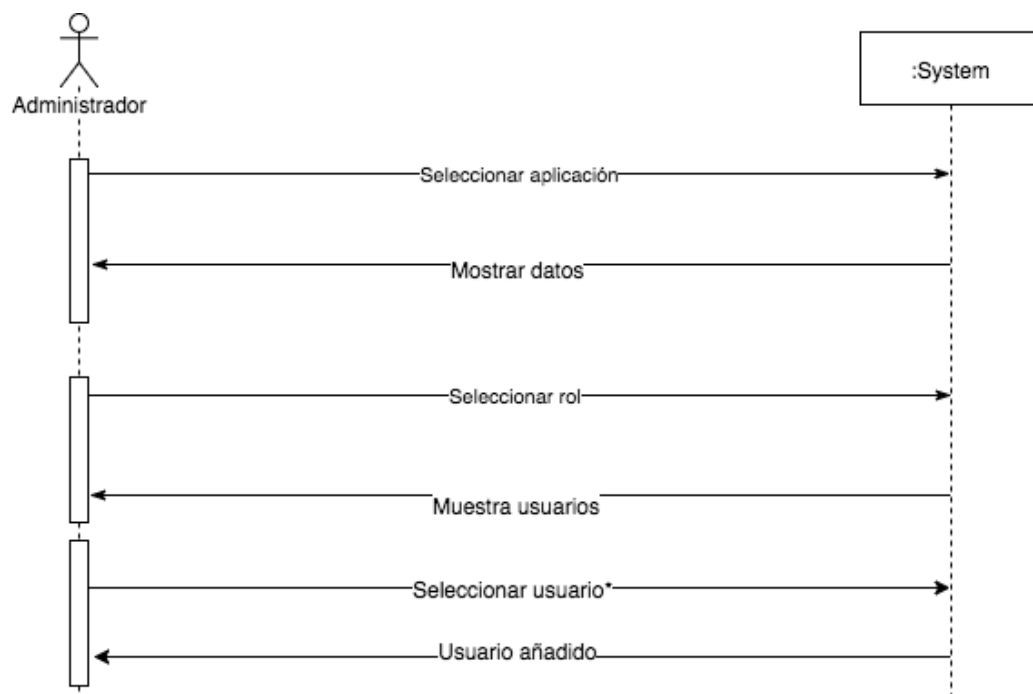 Administrador
:System
Seleccionar aplicación
Mostrar datos
Seleccionar rol
Muestra usuarios
Seleccionar usuario*
Usuario añadido